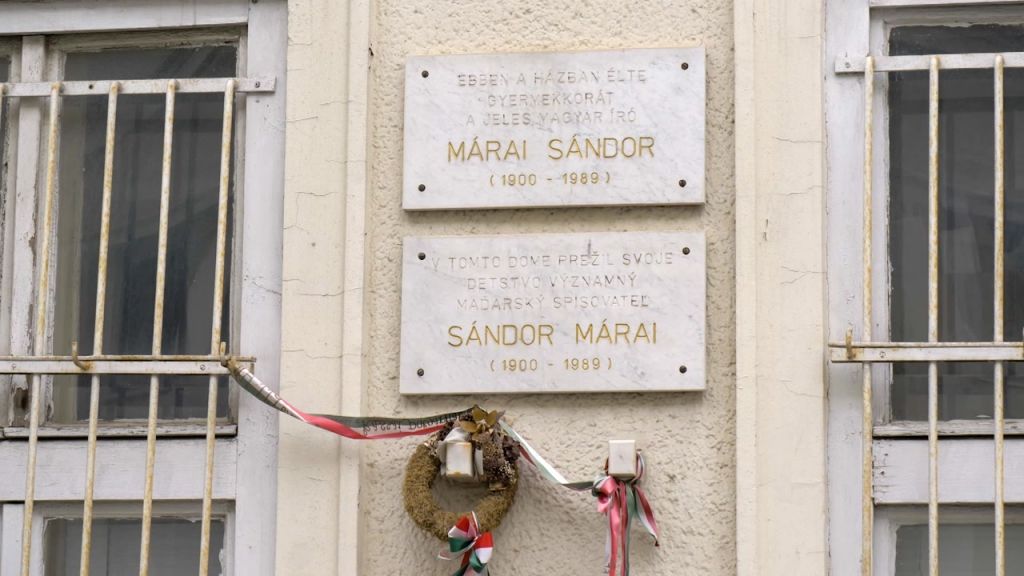 EBBEN A HÁZBAN ÉLTE
GYERMEKKORÁT
A JELES MAGYAR ÍRÓ
MÁRAI SÁNDOR
(1900 - 1989)
V TOMTO DOME PREŽIL SVOJE
DETSTVO VÝZNAMNÝ
MAĎARSKÝ SPISOVATEĽ
SÁNDOR MÁRAI
(1900 - 1989)